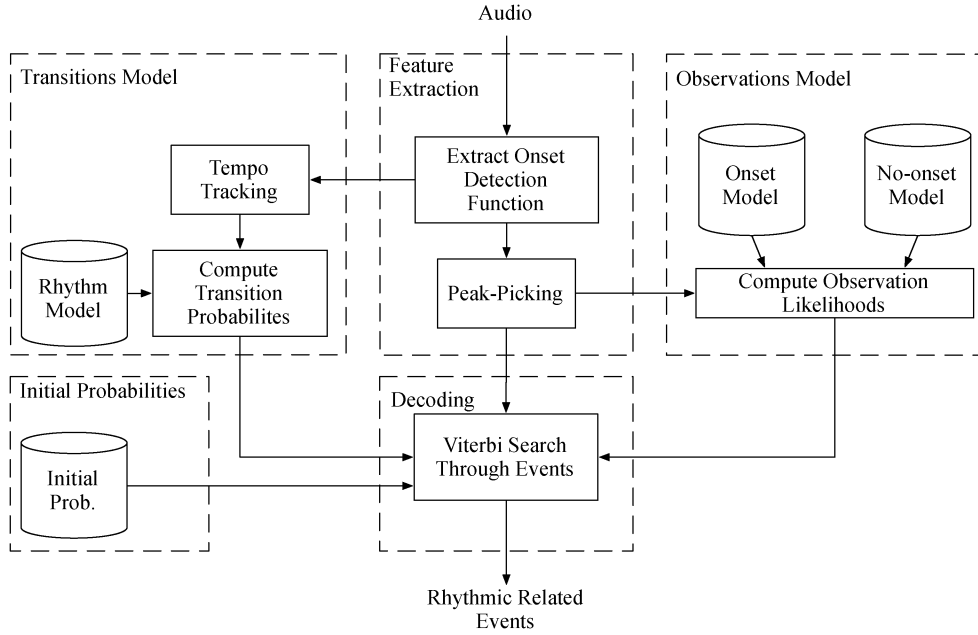 Audio
Transitions Model
Feature
Extraction
Observations Model
Tempo
Tracking
Extract Onset
Detection
Function
Onset
Model
No-onset
Model
Rhythm
Model
Compute
Transition
Probabilites
Peak-Picking
Compute Observation
Likelihoods
Initial Probabilities
Decoding
Initial
Prob.
Viterbi Search
Through Events
Rhythmic Related
Events